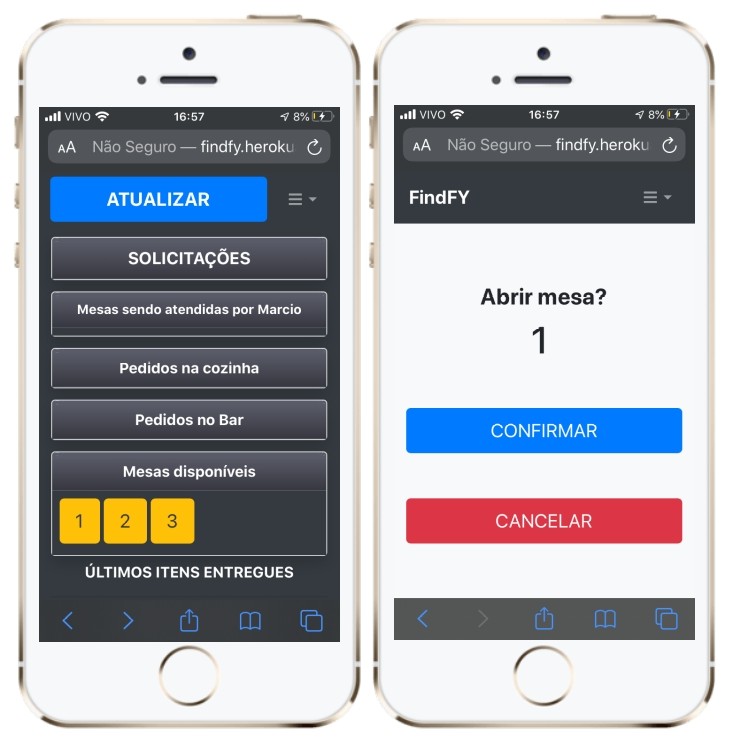 VIVO 16:57 8%
AA Não Seguro — findfy.heroku
ATUALIZAR
SOLICITAÇÕES
Mesas sendo atendidas por Marcio
Pedidos na cozinha
Pedidos no Bar
Mesas disponíveis
1 2 3
ÚLTIMOS ITENS ENTREGUES
VIVO 16:57 8%
AA Não Seguro — findfy.heroku
FindFY
Abrir mesa?
1
CONFIRMAR
CANCELAR